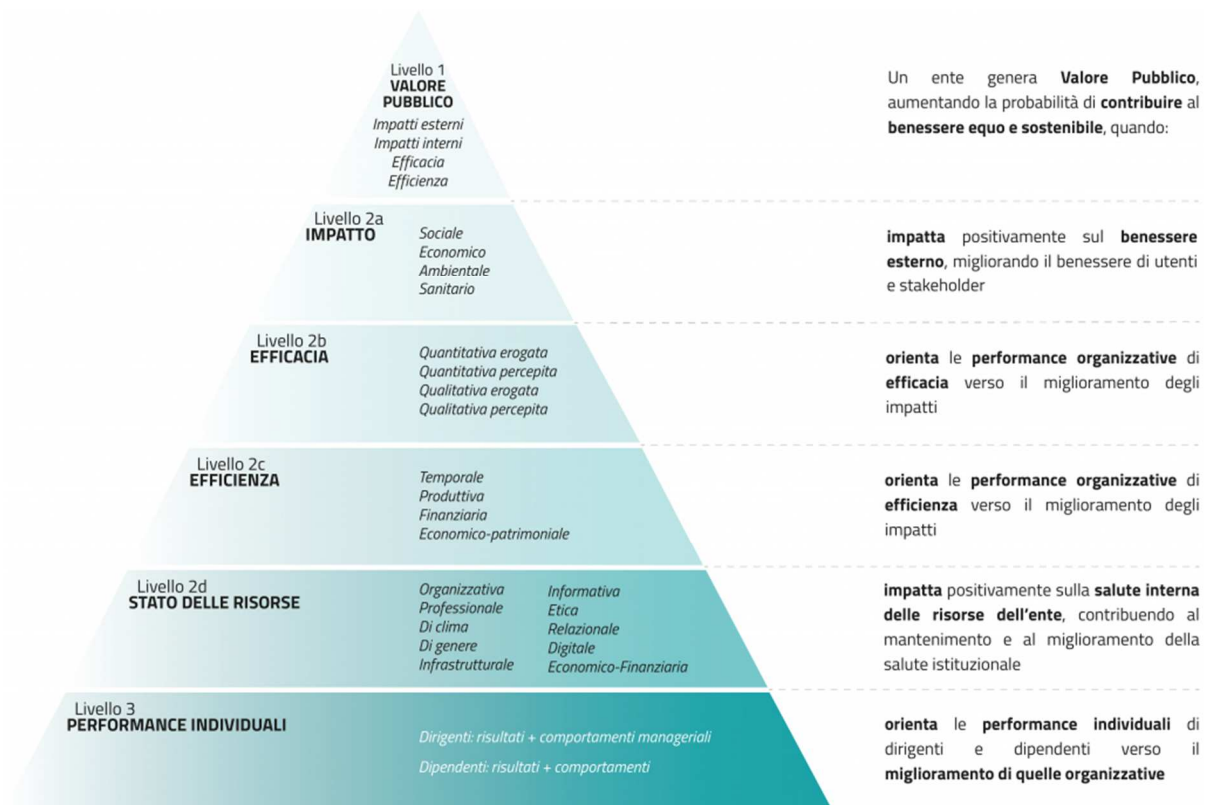 Livello 1
VALORE
PUBBLICO
Impatti esterni
Impatti interni
Efficacia
Efficienza
Un ente genera Valore Pubblico,
aumentando la probabilità di contribuire al
benessere equo e sostenibile, quando:
Livello 2a
IMPATTO
Sociale
Economico
Ambientale
Sanitario
impatta positivamente sul benessere
esterno, migliorando il benessere di utenti
e stakeholder
Livello 2b
EFFICACIA
Quantitativa erogata
Quantitativa percepita
Qualitativa erogata
Qualitativa percepita
orienta le performance organizzative di
efficacia verso il miglioramento degli
impatti
Livello 2c
EFFICIENZA
Temporale
Produttiva
Finanziaria
Economico-patrimoniale
orienta le performance organizzative di
efficienza verso il miglioramento degli
impatti
Livello 2d
STATO DELLE RISORSE
Organizzativa
Professionale
Di clima
Di genere
Infrastrutturale
Informativa
Etica
Relazionale
Digitale
Economico-Finanziaria
impatta positivamente sulla salute interna
delle risorse dell'ente, contribuendo al
mantenimento e al miglioramento della
salute istituzionale
Livello 3
PERFORMANCE INDIVIDUALI
Dirigenti: risultati + comportamenti manageriali
Dipendenti: risultati + comportamenti
orienta le performance individuali di
dirigenti e dipendenti verso il
miglioramento di quelle organizzative